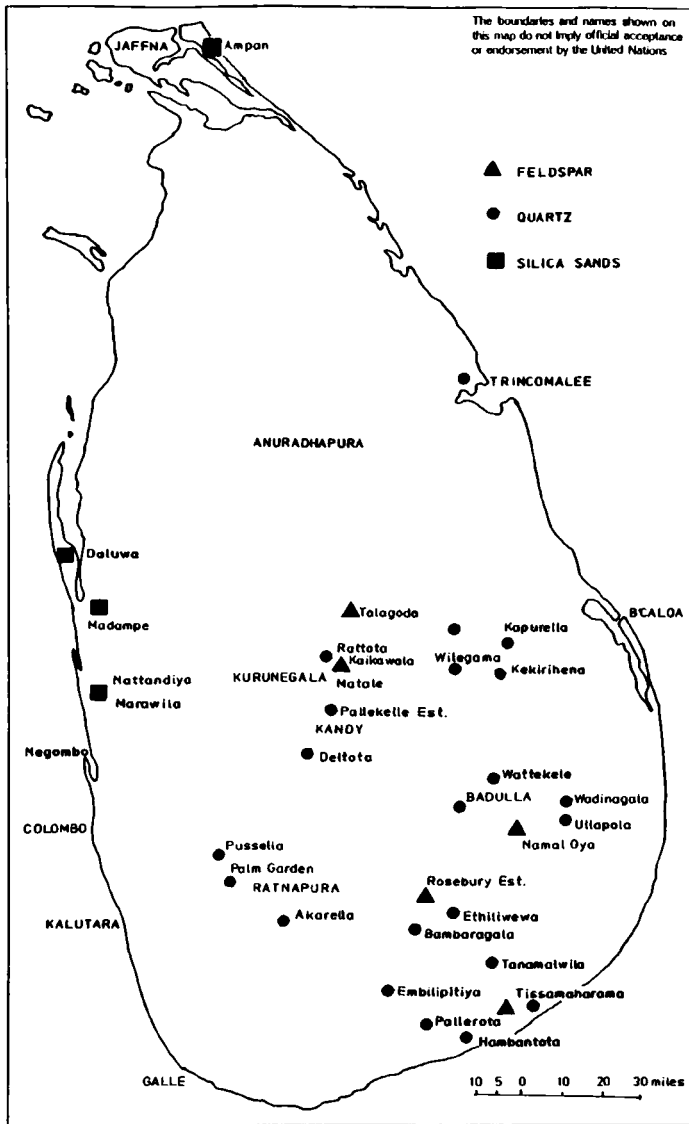 The boundaries and names shown on
this map do not imply official acceptance
or endorsement by the United Nations
JAFFNA
Ampan
FELDSPAR
QUARTZ
SILICA SANDS
TRINCOMALEE
ANURADHAPURA
Daluwa
Madampe
Talagoda
B'CALOA
Kapurella
Rattota
Kaikawala
Wilegama
Kekirihena
KURUNEGALA
Matale
Nattandiya
Marawila
Pallekelle Est.
KANDY
Deltota
Negombo
Wattekele
BADULLA
Wadinagala
Ullapola
Namal Oya
COLOMBO
Pussella
Palm Garden
RATNAPURA
Rosebury Est.
Akarella
Ethiliwewa
Bambaragala
KALUTARA
Tanamalwila
Embilipitiya
Tissamaharama
Pallerota
Hambantota
GALLE
10 5 0 10 20 30 miles